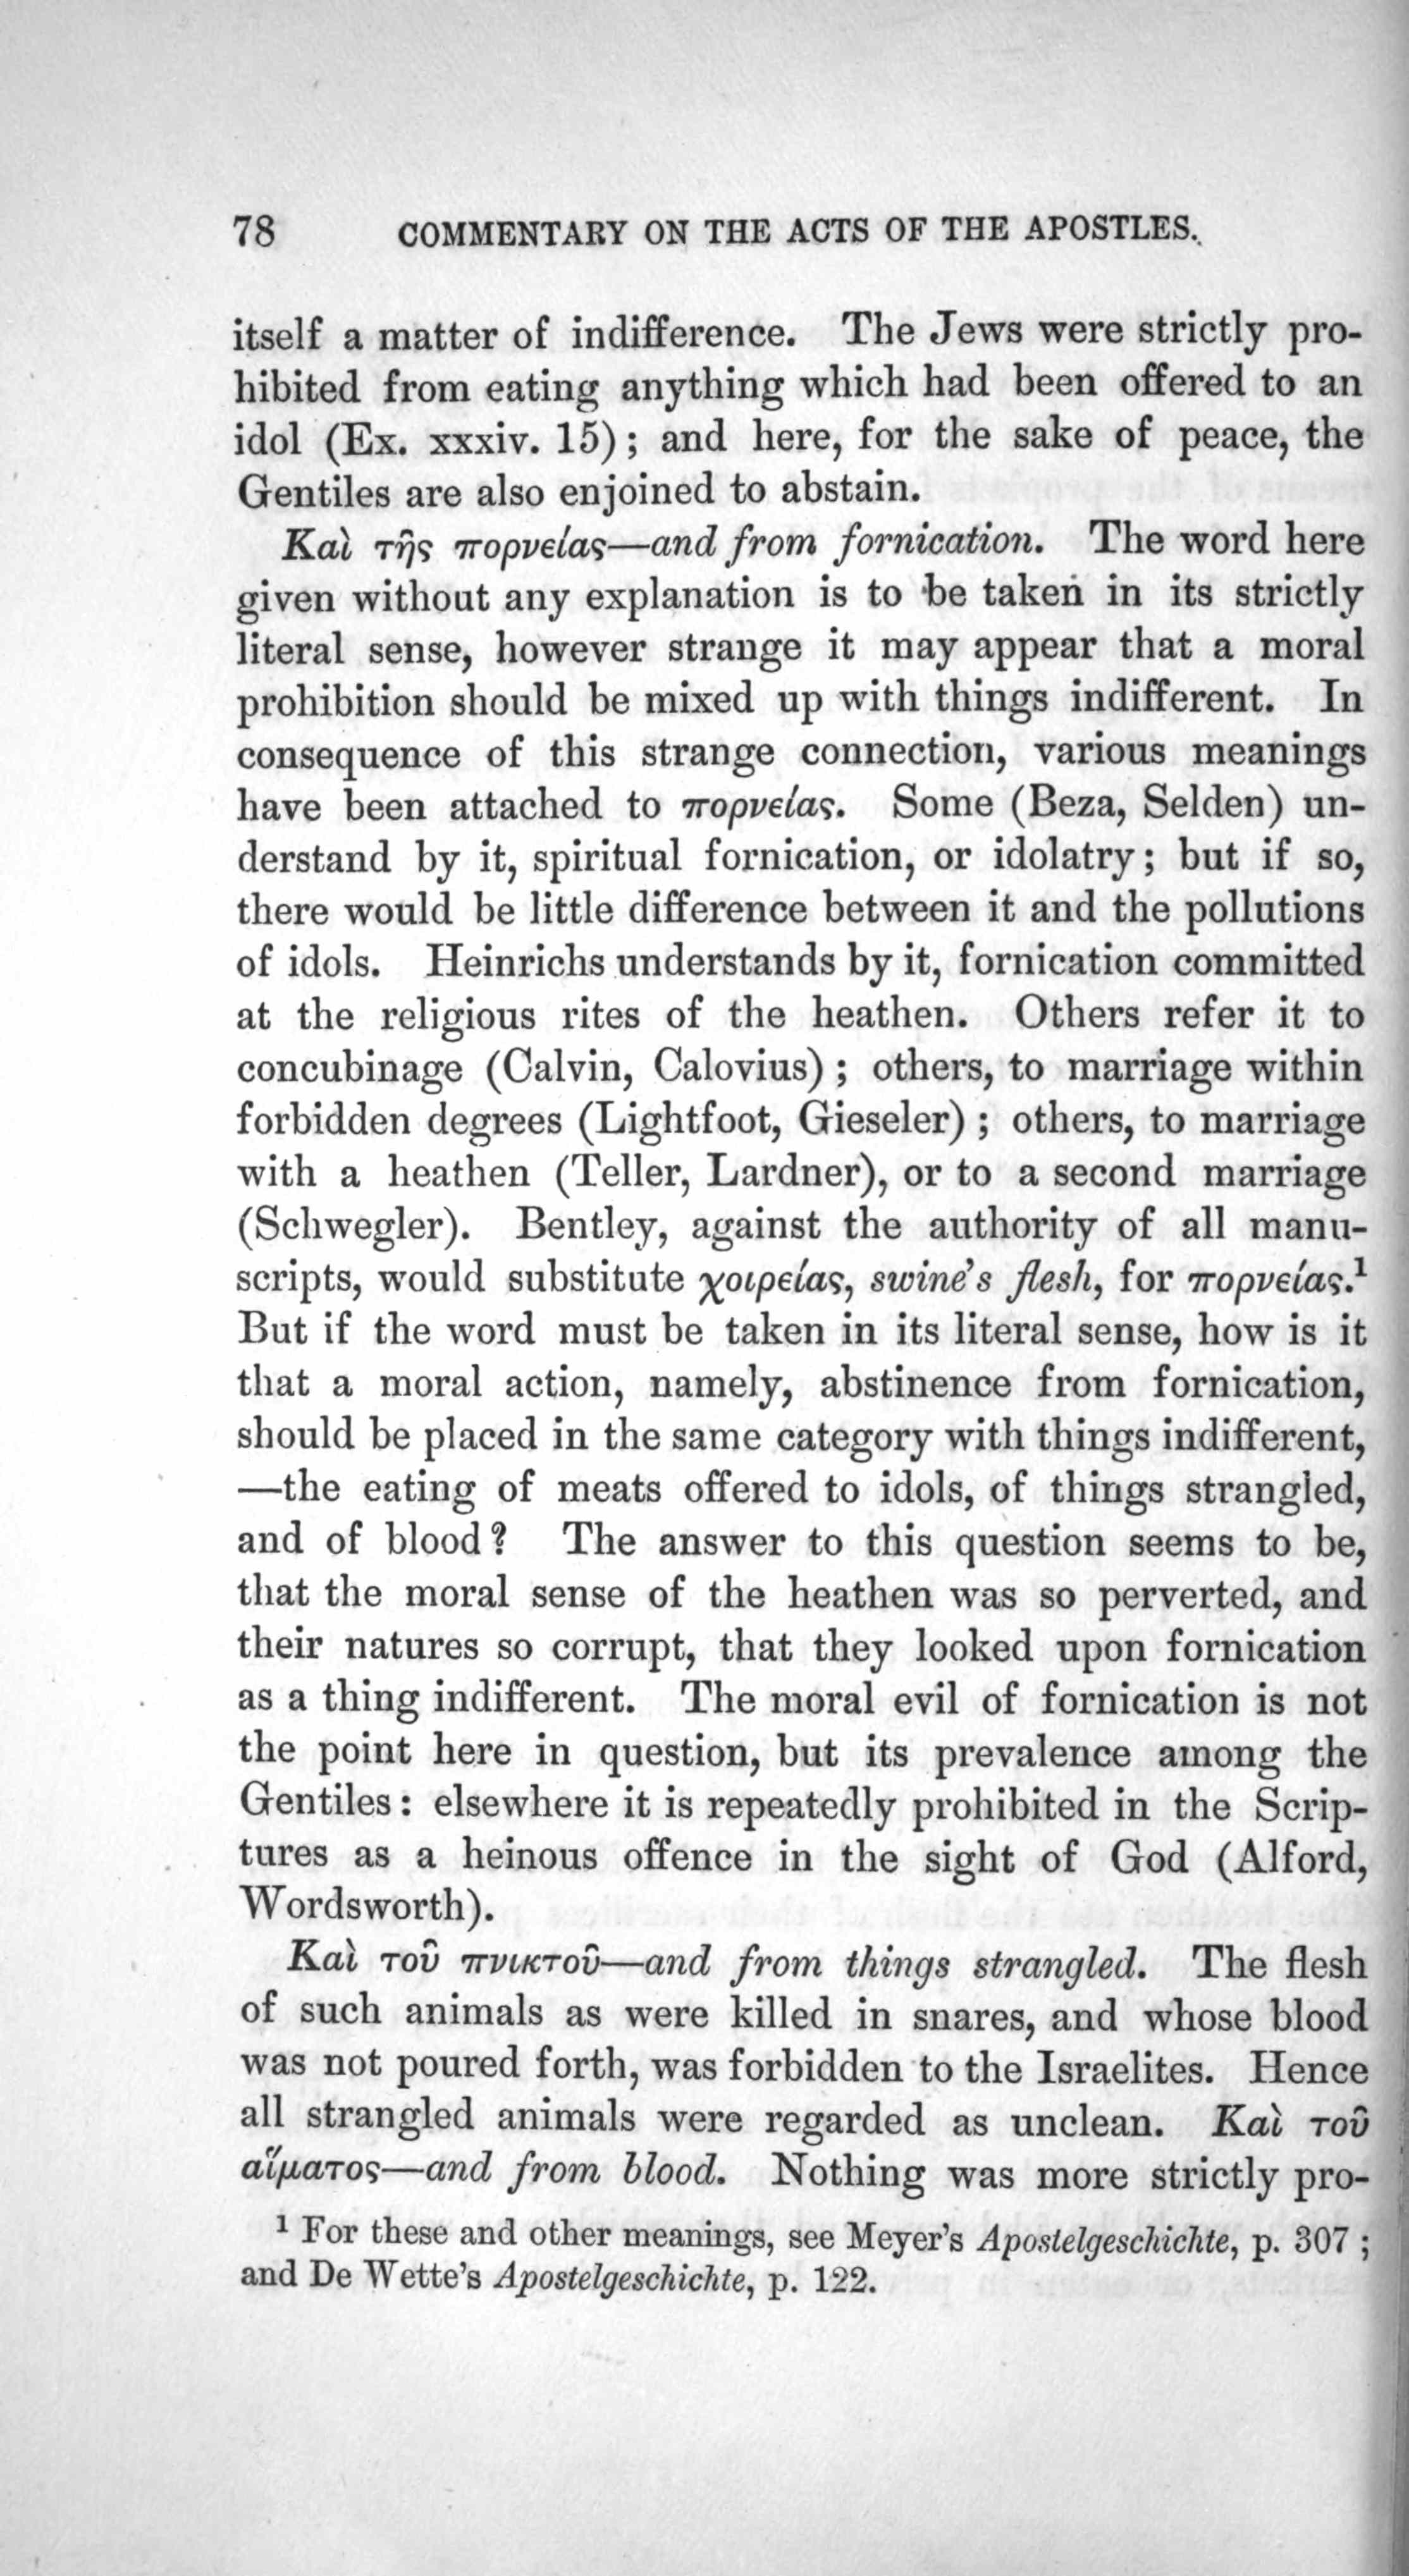 78 COMMENTARY ON THE ACTS OF THE APOSTLES.
itself a matter of indifference. The Jews were strictly pro-
hibited from eating anything which had been offered to an
idol (Ex. xxxiv. 15); and here, for the sake of peace, the
Gentiles are also enjoined to abstain.
Καὶ τῆς πορνείας—and from fornication. The word here
given without any explanation is to be taken in its strictly
literal sense, however strange it may appear that a moral
prohibition should be mixed up with things indifferent. In
consequence of this strange connection, various meanings
have been attached to πορνείας. Some (Beza, Selden) un-
derstand by it, spiritual fornication, or idolatry; but if so,
there would be little difference between it and the pollutions
of idols. Heinrichs understands by it, fornication committed
at the religious rites of the heathen. Others refer it to
concubinage (Calvin, Calovius); others, to marriage within
forbidden degrees (Lightfoot, Gieseler); others, to marriage
with a heathen (Teller, Lardner), or to a second marriage
(Schwegler). Bentley, against the authority of all manu-
scripts, would substitute χοιρείας, swine's flesh, for πορνείας.¹
But if the word must be taken in its literal sense, how is it
that a moral action, namely, abstinence from fornication,
should be placed in the same category with things indifferent,
—the eating of meats offered to idols, of things strangled,
and of blood? The answer to this question seems to be,
that the moral sense of the heathen was so perverted, and
their natures so corrupt, that they looked upon fornication
as a thing indifferent. The moral evil of fornication is not
the point here in question, but its prevalence among the
Gentiles: elsewhere it is repeatedly prohibited in the Scrip-
tures as a heinous offence in the sight of God (Alford,
Wordsworth).
Καὶ τοῦ πνικτοῦ—and from things strangled. The flesh
of such animals as were killed in snares, and whose blood
was not poured forth, was forbidden to the Israelites. Hence
all strangled animals were regarded as unclean. Καὶ τοῦ
αἵματος—and from blood. Nothing was more strictly pro-
¹ For these and other meanings, see Meyer's Apostelgeschichte, p. 307;
and De Wette's Apostelgeschichte, p. 122.